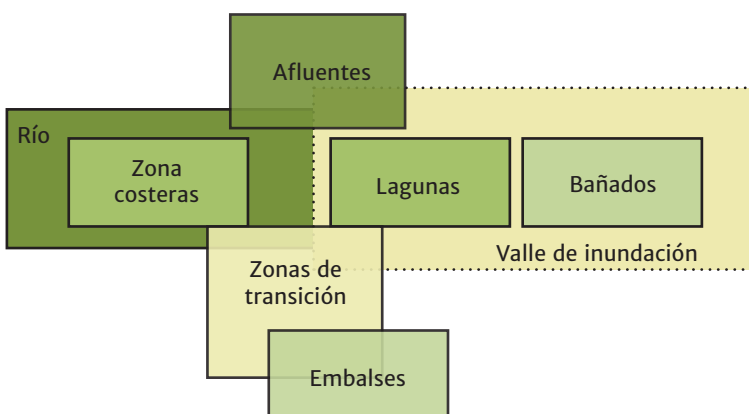 Afluentes
Río
Zona
costeras
Lagunas
Bañados
Valle de inundación
Zonas de
transición
Embalses